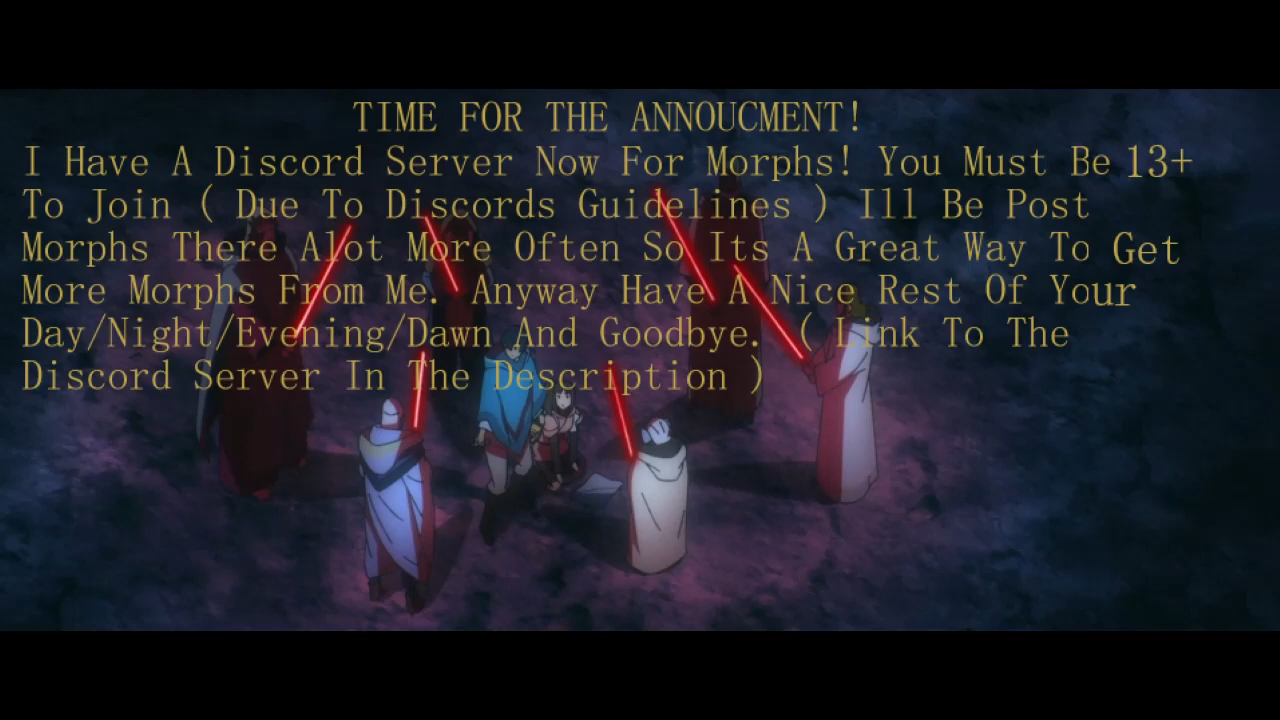 TIME FOR THE ANNOUCMENT!
I Have A Discord Server Now For Morphs! You Must Be 13+
To Join ( Due To Discords Guidelines ) Ill Be Post
Morphs There Alot More Often So Its A Great Way To Get
More Morphs From Me. Anyway Have A Nice Rest Of Your
Day/Night/Evening/Dawn And Goodbye. ( Link To The
Discord Server In The Description )